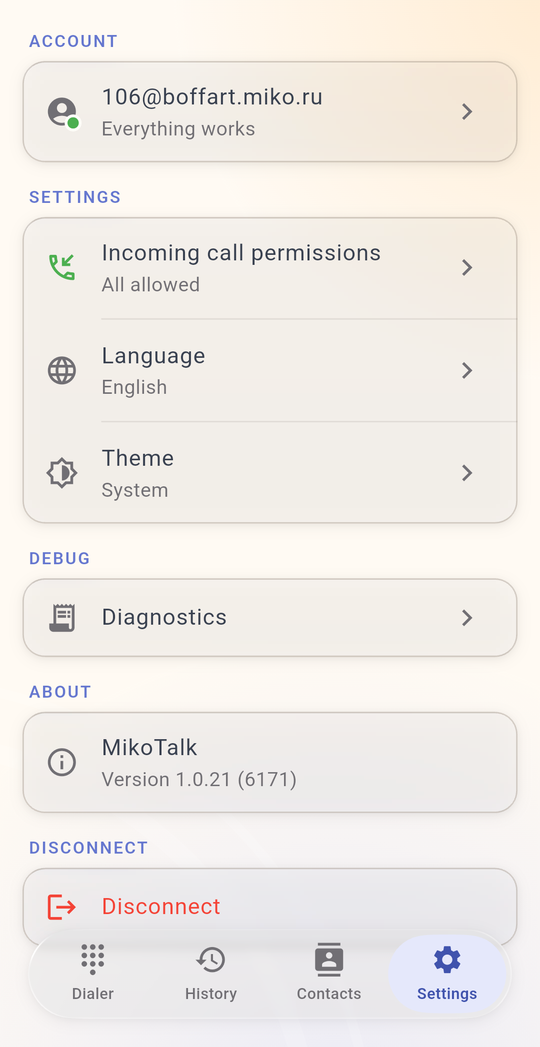 ACCOUNT
106@boffart.miko.ru
Everything works
SETTINGS
Incoming call permissions
All allowed
Language
English
Theme
System
DEBUG
Diagnostics
ABOUT
MikoTalk
Version 1.0.21 (6171)
DISCONNECT
Disconnect
Dialer
History
Contacts
Settings